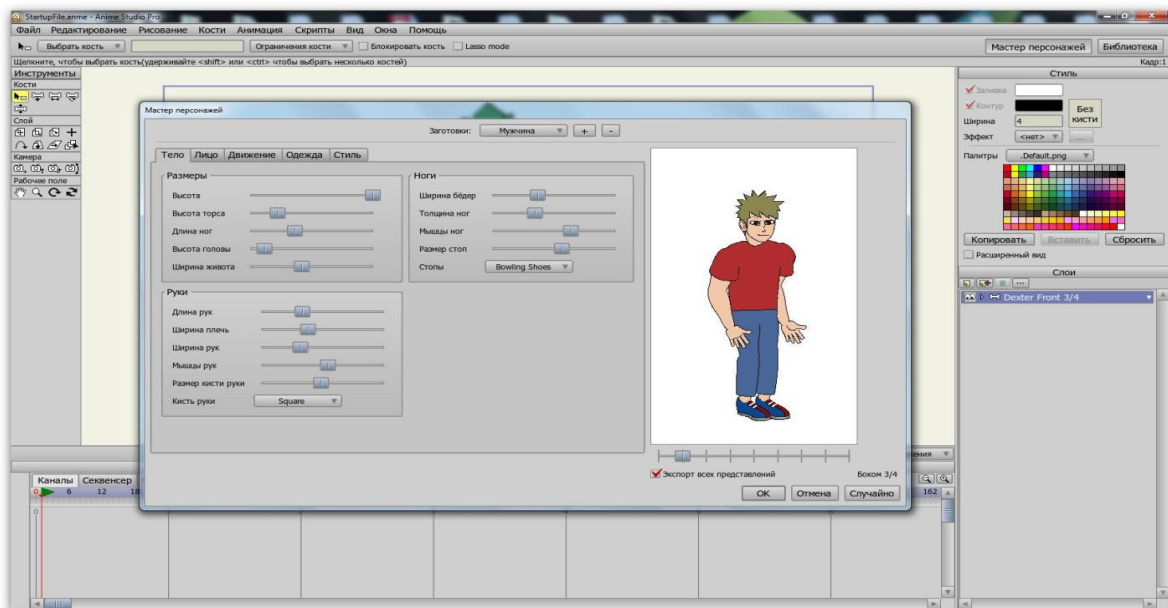 StartupFile.anme - Anime Studio Pro
Файл Редактирование Рисование Кости Анимация Скрипты Вид Окна Помощь
Выбрать кость Ограничения кости Блокировать кость Lasso mode Мастер персонажей Библиотека
Щелкните, чтобы выбрать кость(удерживайте <shift> или <ctrl> чтобы выбрать несколько костей) Кадр:1
Инструменты
Кости
Слой
Камера
Рабочее поле
Мастер персонажей
Заготовки: Мужчина + -
Тело Лицо Движение Одежда Стиль
Размеры
Высота
Высота торса
Длина ног
Высота головы
Ширина живота
Ноги
Ширина бёдер
Толщина ног
Мышцы ног
Размер стоп
Стопы Bowling Shoes
Руки
Длина рук
Ширина плечь
Ширина рук
Мышцы рук
Размер кисти руки
Кисть руки Square
Экспорт всех представлений Боком 3/4
OK Отмена Случайно
Стиль
Заливка
Контур
Без кисти
Ширина 4
Эффект <нет> ...
Палитры .Default.png
Копировать Вставить Сбросить
Расширенный вид
Слои
Dexter Front 3/4
Каналы Секвенсер
0 6 12 18 162
0